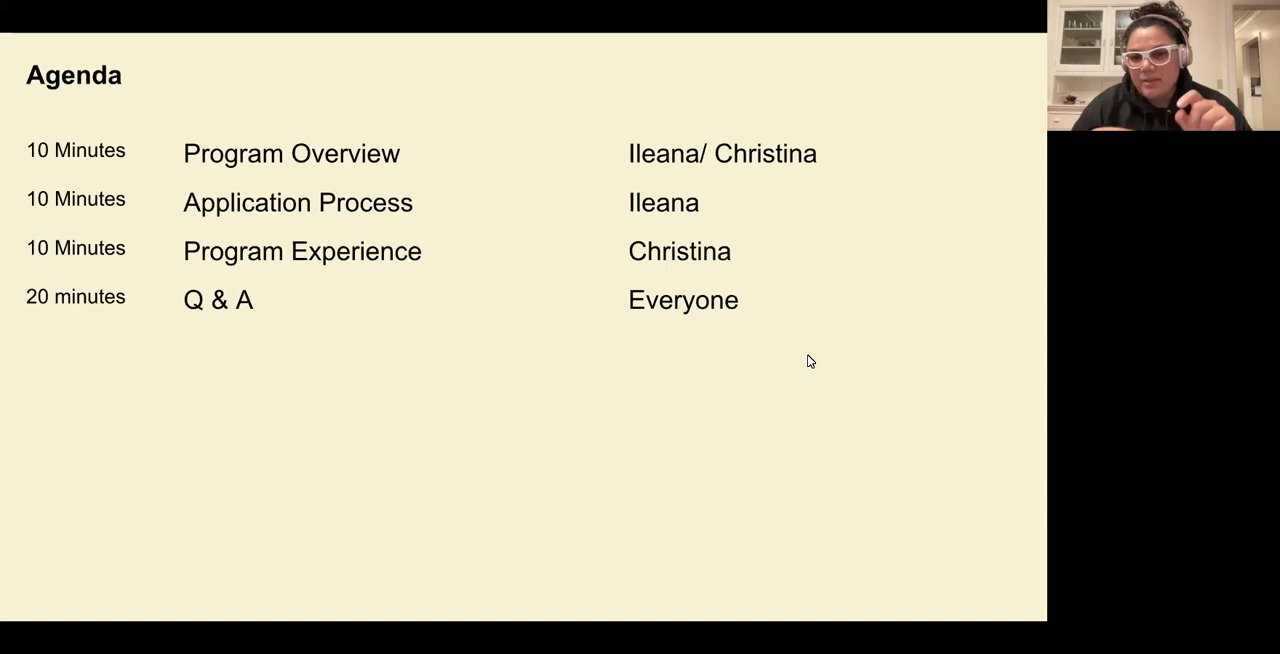 Agenda
10 Minutes Program Overview Ileana/ Christina
10 Minutes Application Process Ileana
10 Minutes Program Experience Christina
20 minutes Q & A Everyone